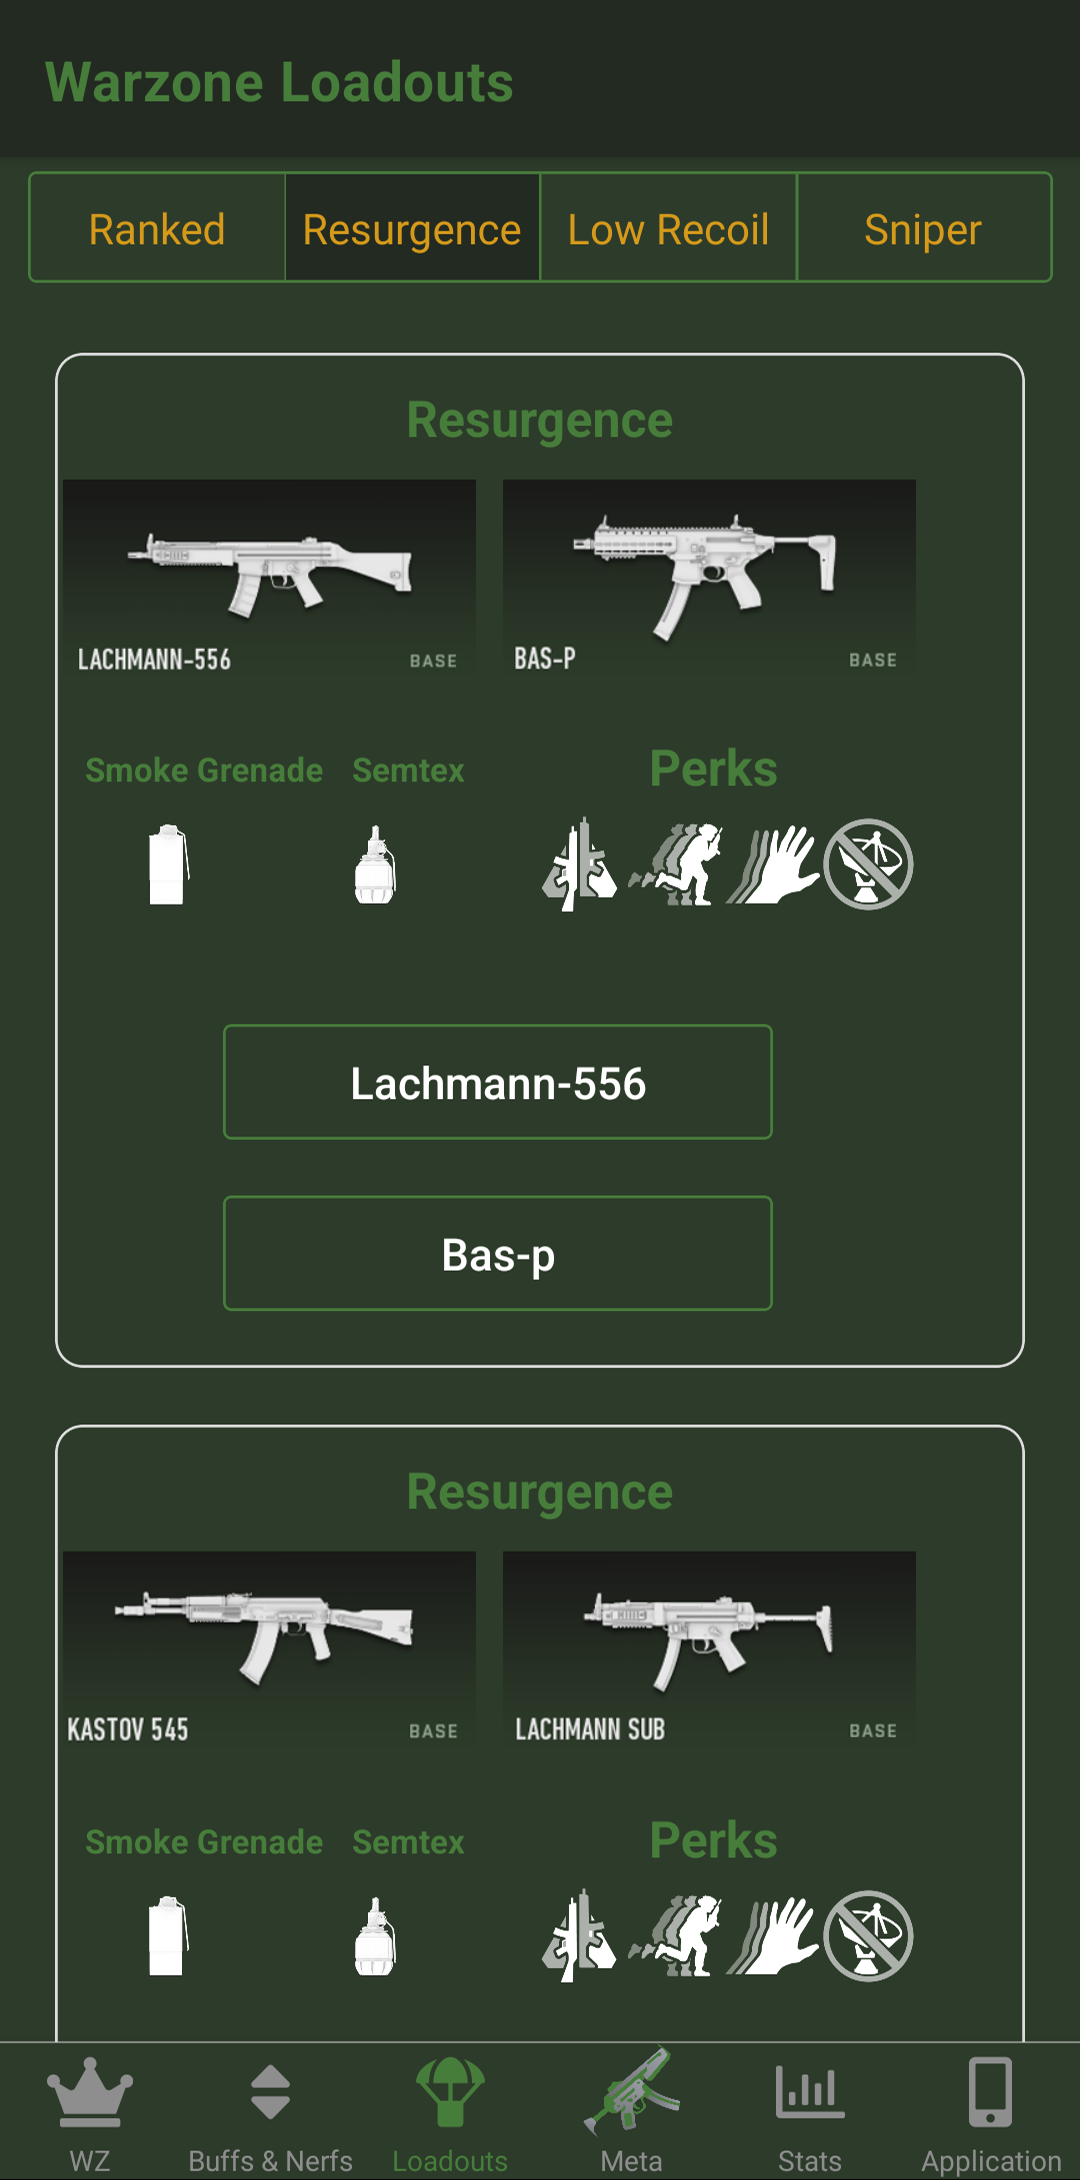 Warzone Loadouts
Ranked
Resurgence
Low Recoil
Sniper
Resurgence
LACHMANN-556
BASE
BAS-P
BASE
Smoke Grenade
Semtex
Perks
Lachmann-556
Bas-p
Resurgence
KASTOV 545
BASE
LACHMANN SUB
BASE
Smoke Grenade
Semtex
Perks
WZ
Buffs & Nerfs
Loadouts
Meta
Stats
Application